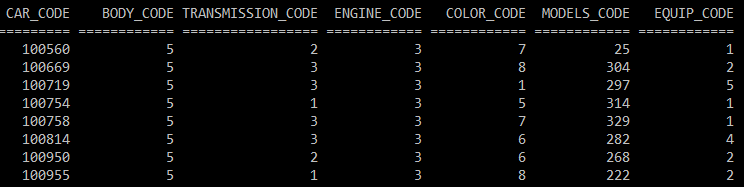 CAR_CODE BODY_CODE TRANSMISSION_CODE ENGINE_CODE COLOR_CODE MODELS_CODE EQUIP_CODE
========= ============ ================= ============ ============ ============ ============
100560 5 2 3 7 25 1
100669 5 3 3 8 304 2
100719 5 3 3 1 297 5
100754 5 1 3 5 314 1
100758 5 3 3 7 329 1
100814 5 3 3 6 282 4
100950 5 2 3 6 268 2
100955 5 1 3 8 222 2